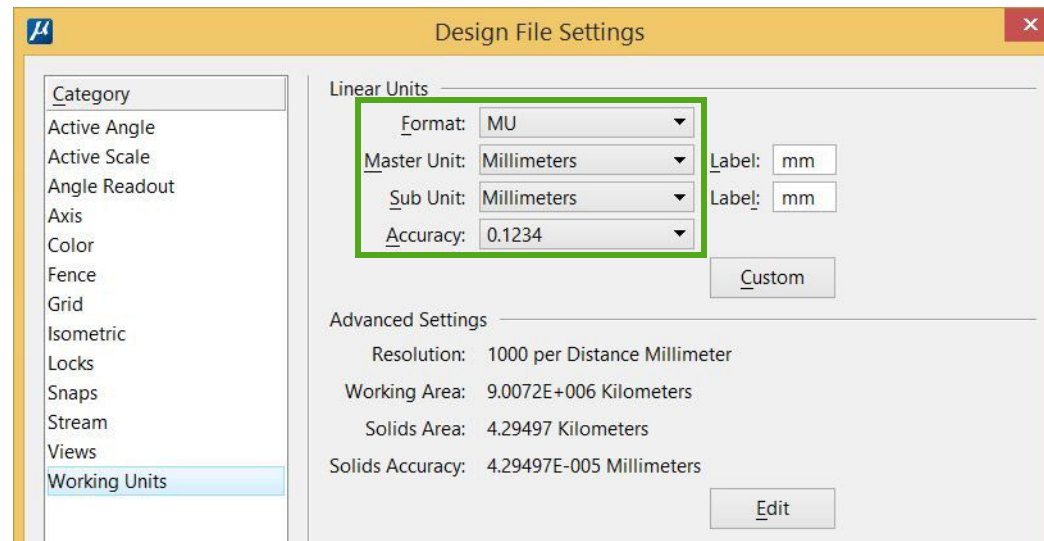 µ Design File Settings ×
Category
Active Angle
Active Scale
Angle Readout
Axis
Color
Fence
Grid
Isometric
Locks
Snaps
Stream
Views
Working Units
Linear Units
Format: MU
Master Unit: Millimeters Label: mm
Sub Unit: Millimeters Label: mm
Accuracy: 0.1234
Custom
Advanced Settings
Resolution: 1000 per Distance Millimeter
Working Area: 9.0072E+006 Kilometers
Solids Area: 4.29497 Kilometers
Solids Accuracy: 4.29497E-005 Millimeters
Edit